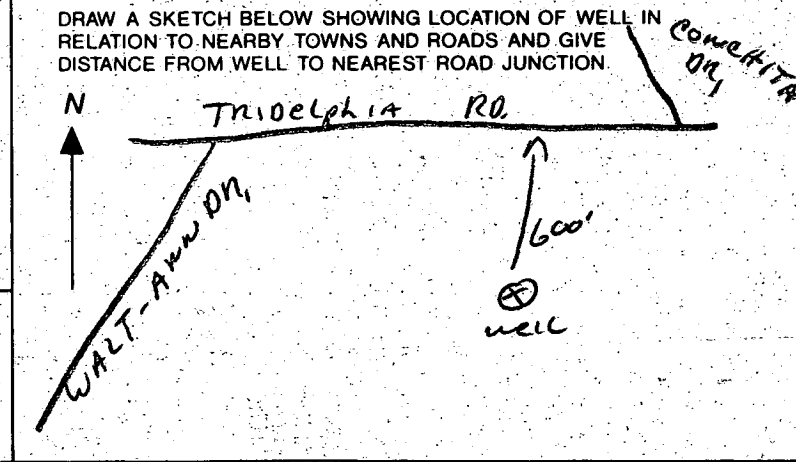 DRAW A SKETCH BELOW SHOWING LOCATION OF WELL IN
RELATION TO NEARBY TOWNS AND ROADS AND GIVE
DISTANCE FROM WELL TO NEAREST ROAD JUNCTION
CONCHITA
DR,
N
TRIDelphIA RD.
WALT-ANN DR,
600'
well